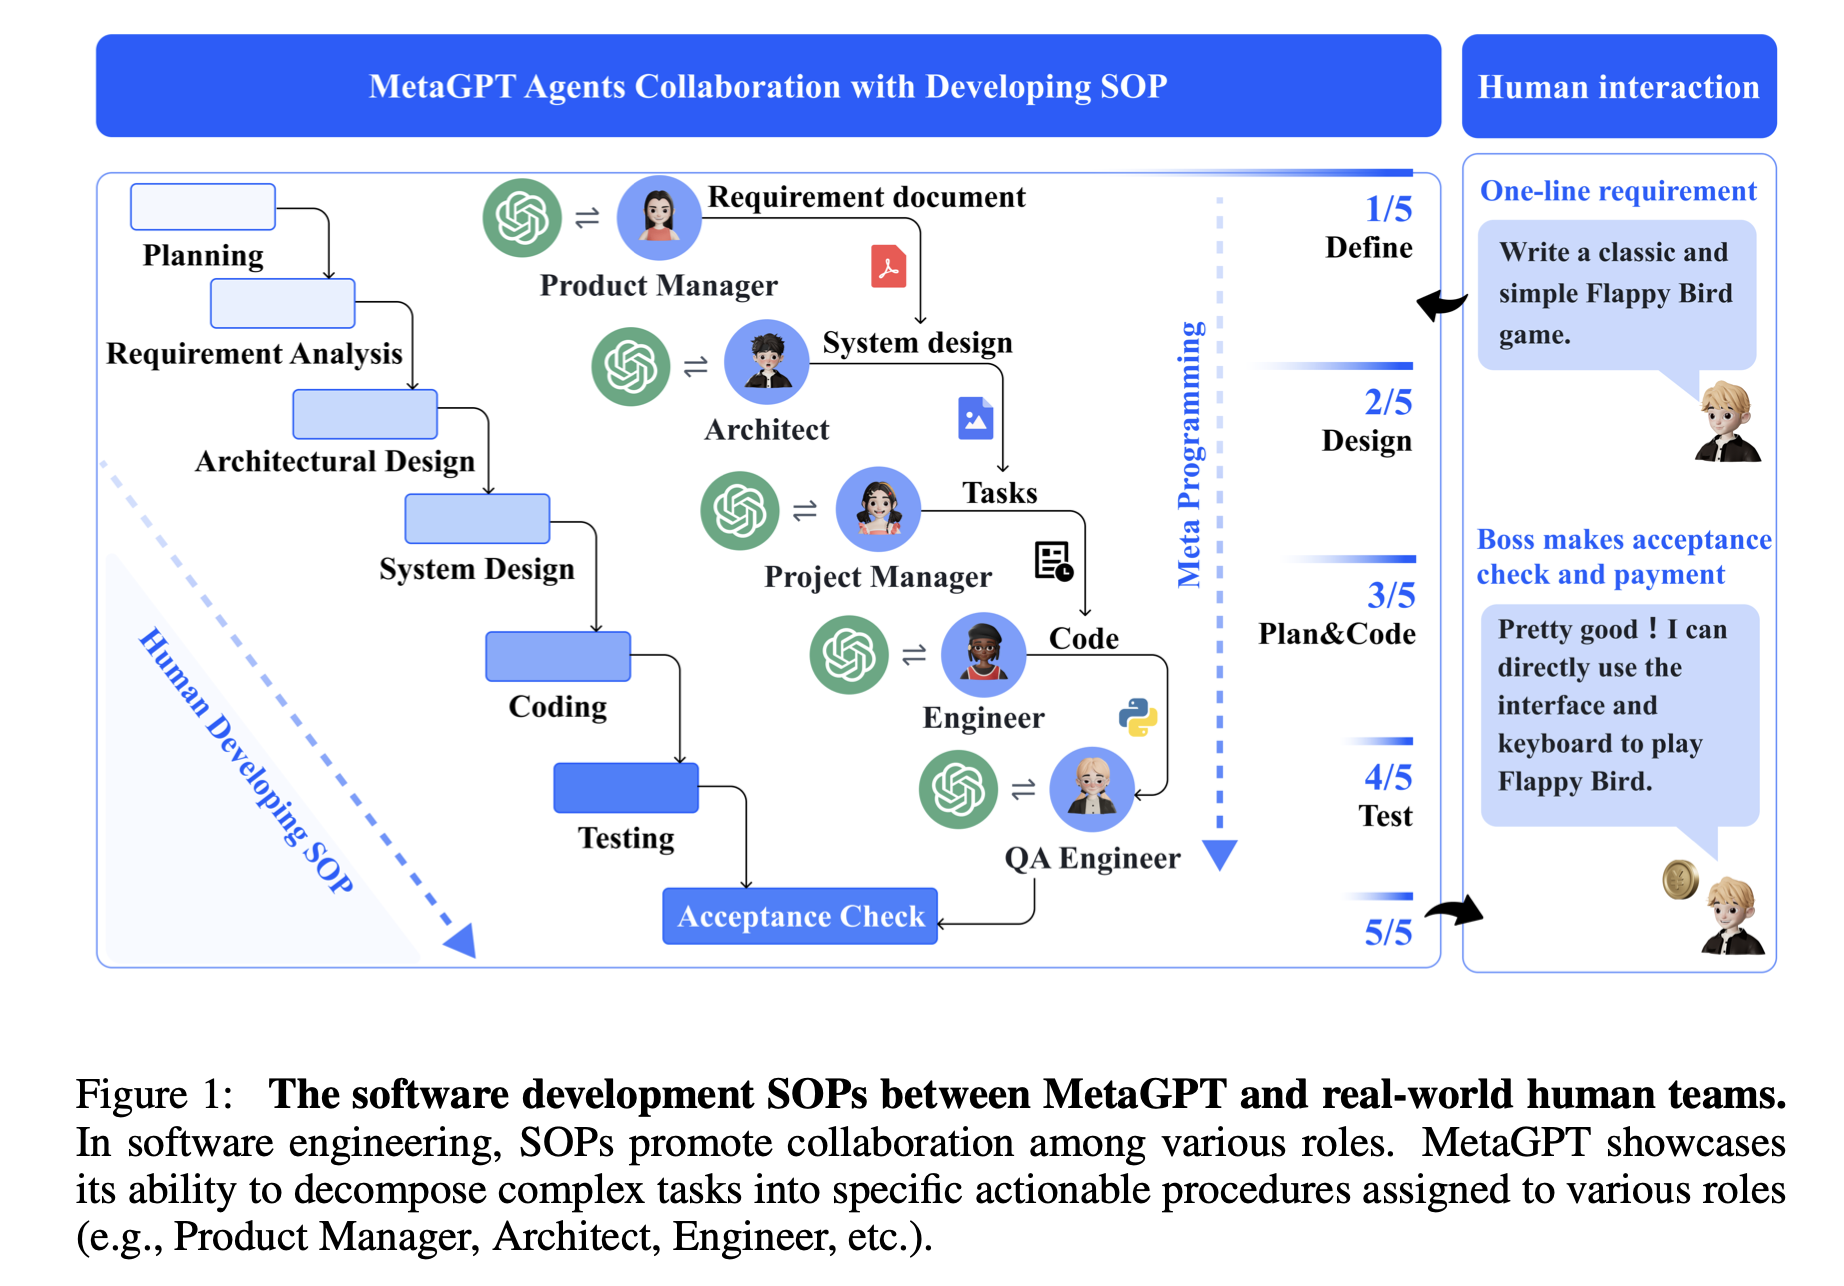 MetaGPT Agents Collaboration with Developing SOP
Human interaction
Planning
Requirement Analysis
Architectural Design
System Design
Coding
Testing
Acceptance Check
Human Developing SOP
Requirement document
Product Manager
System design
Architect
Tasks
Project Manager
Code
Engineer
QA Engineer
Meta Programming
1/5
Define
2/5
Design
3/5
Plan&Code
4/5
Test
5/5
One-line requirement
Write a classic and
simple Flappy Bird
game.
Boss makes acceptance
check and payment
Pretty good！I can
directly use the
interface and
keyboard to play
Flappy Bird.
¥
Figure 1: The software development SOPs between MetaGPT and real-world human teams.
In software engineering, SOPs promote collaboration among various roles. MetaGPT showcases
its ability to decompose complex tasks into specific actionable procedures assigned to various roles
(e.g., Product Manager, Architect, Engineer, etc.).